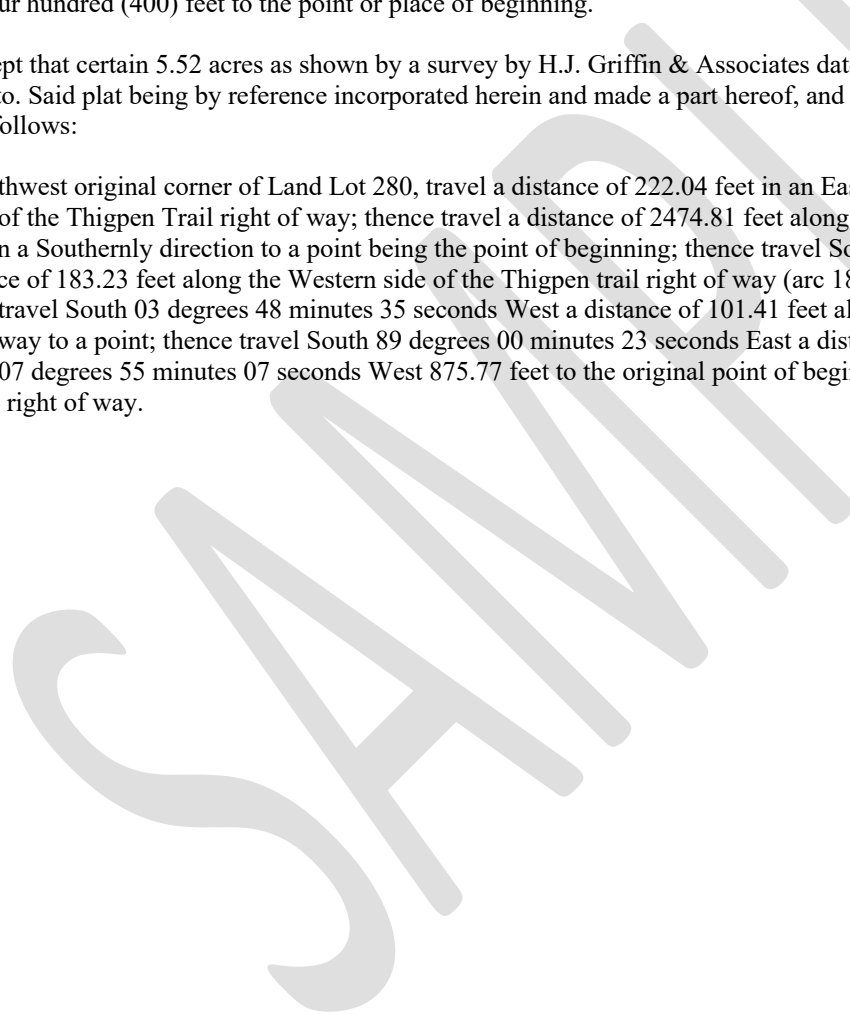 ur hundred (400) feet to the point or place of beginning.
ept that certain 5.52 acres as shown by a survey by H.J. Griffin & Associates dat
to. Said plat being by reference incorporated herein and made a part hereof, and
follows:
thwest original corner of Land Lot 280, travel a distance of 222.04 feet in an Eas
of the Thigpen Trail right of way; thence travel a distance of 2474.81 feet along
n a Southernly direction to a point being the point of beginning; thence travel So
ce of 183.23 feet along the Western side of the Thigpen trail right of way (arc 18
travel South 03 degrees 48 minutes 35 seconds West a distance of 101.41 feet al
way to a point; thence travel South 89 degrees 00 minutes 23 seconds East a dist
07 degrees 55 minutes 07 seconds West 875.77 feet to the original point of begi
right of way.
SAMPL